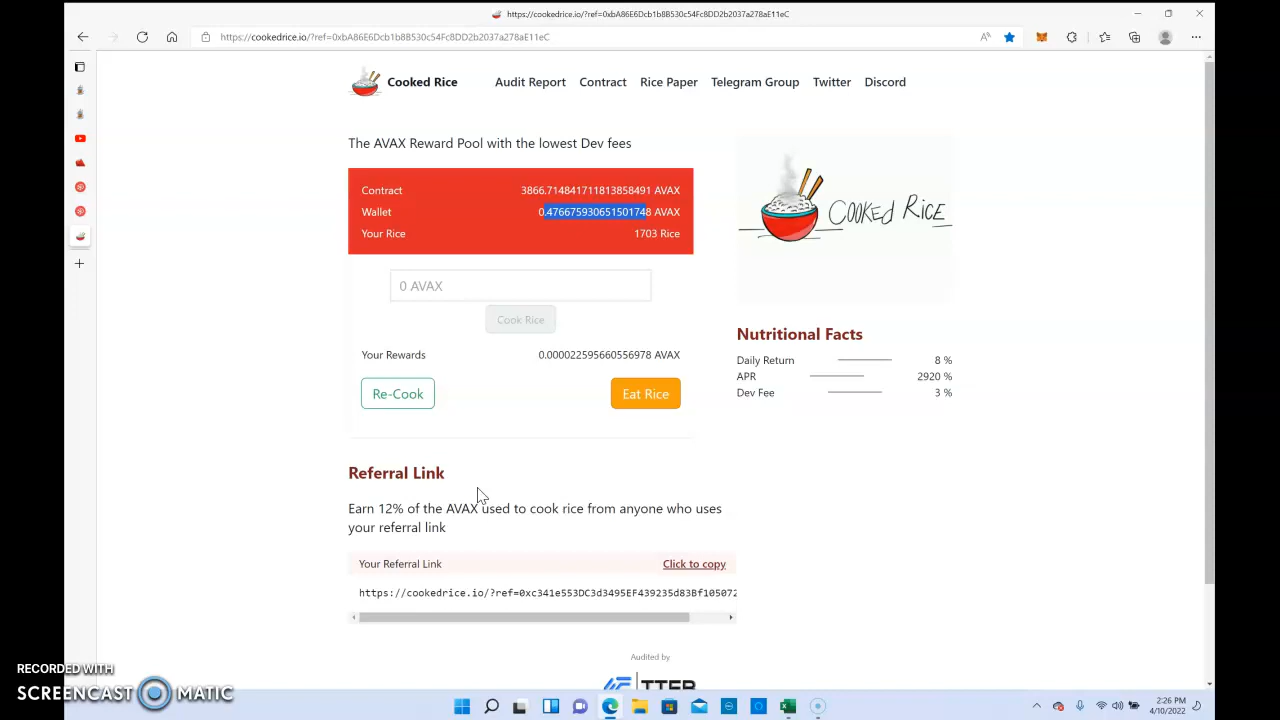 https://cookedrice.io/?ref=0xbA86E6Dcb1b8B530c54Fc8DD2b2037a278aE11eC
https://cookedrice.io/?ref=0xbA86E6Dcb1b8B530c54Fc8DD2b2037a278aE11eC
Cooked Rice Audit Report Contract Rice Paper Telegram Group Twitter Discord
The AVAX Reward Pool with the lowest Dev fees
Contract 3866.714841711813858491 AVAX
Wallet 0.476675930651501748 AVAX
Your Rice 1703 Rice
0 AVAX
Cook Rice
Your Rewards 0.000022595660556978 AVAX
Re-Cook Eat Rice
COOKED RICE
Nutritional Facts
Daily Return 8 %
APR 2920 %
Dev Fee 3 %
Referral Link
Earn 12% of the AVAX used to cook rice from anyone who uses
your referral link
Your Referral Link Click to copy
https://cookedrice.io/?ref=0xc341e553DC3d3495EF439235d83Bf105072
Audited by
RECORDED WITH
SCREENCAST-O-MATIC
2:26 PM
4/10/2022